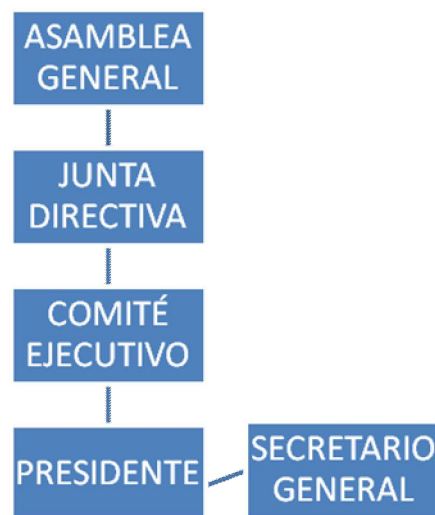 ASAMBLEA
GENERAL
JUNTA
DIRECTIVA
COMITÉ
EJECUTIVO
PRESIDENTE
SECRETARIO
GENERAL